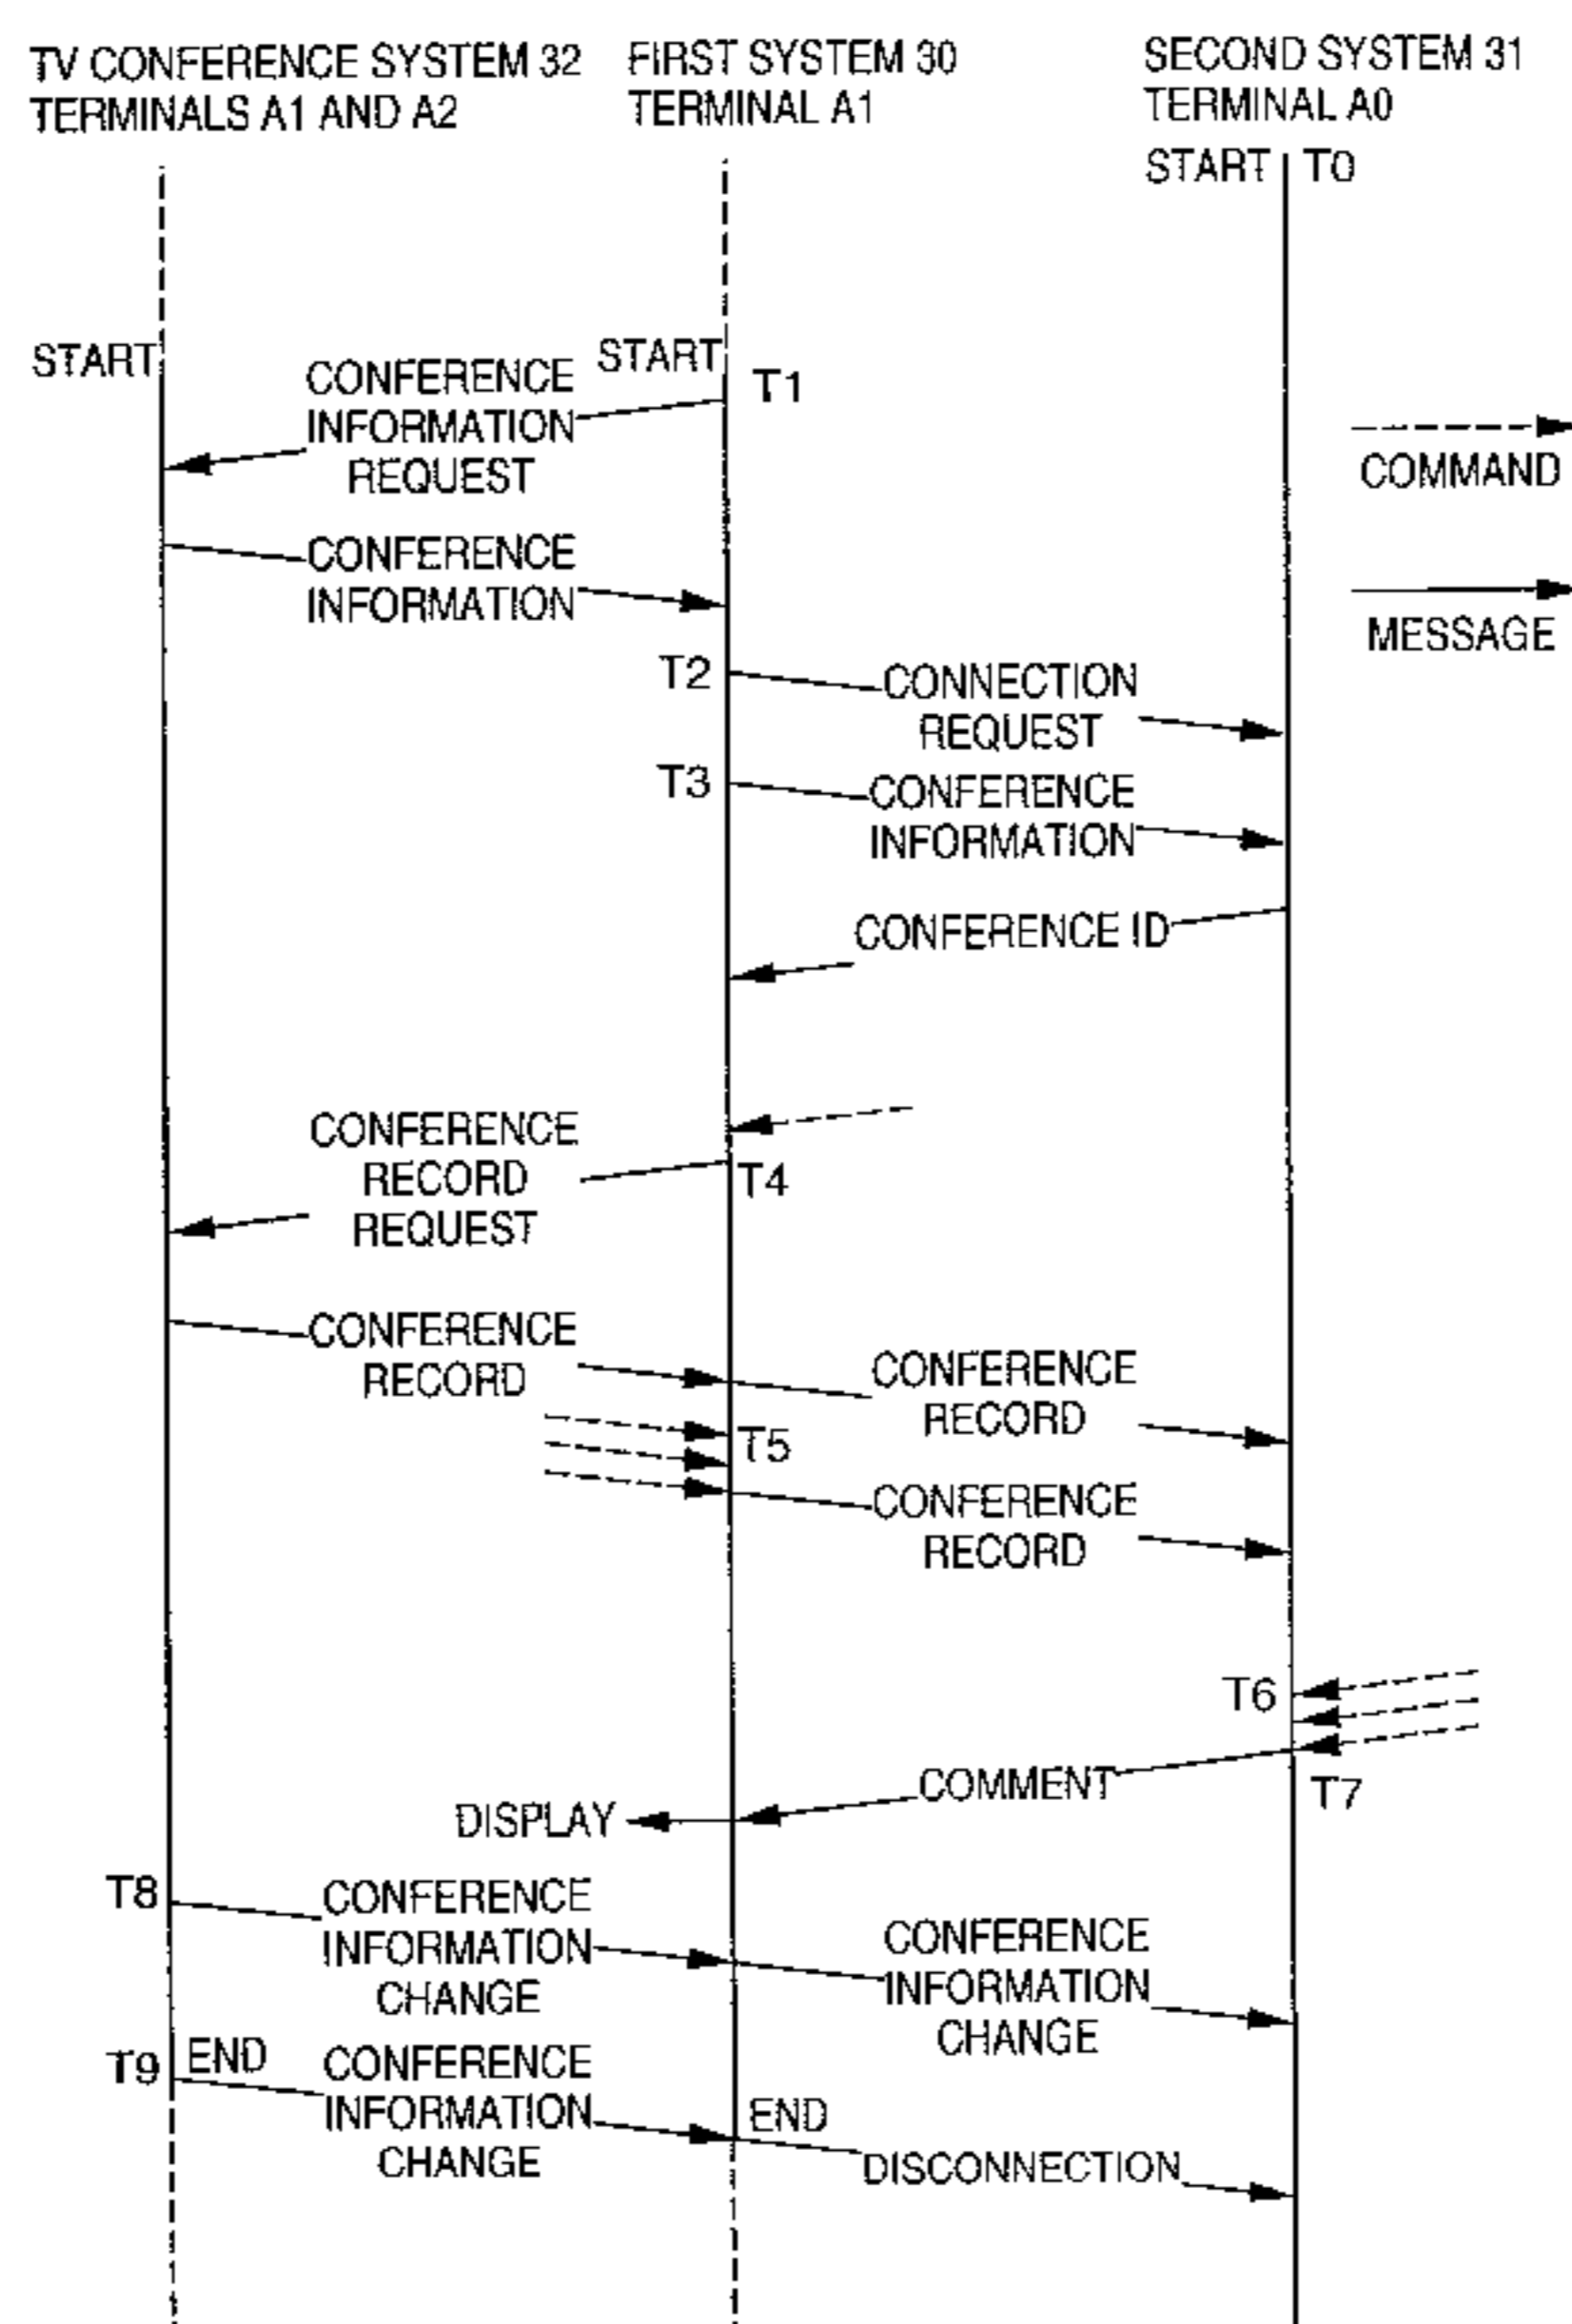 TV CONFERENCE SYSTEM 32
TERMINALS A1 AND A2
FIRST SYSTEM 30
TERMINAL A1
SECOND SYSTEM 31
TERMINAL A0
START T0
START
START
T1
CONFERENCE
INFORMATION
REQUEST
COMMAND
CONFERENCE
INFORMATION
MESSAGE
T2
CONNECTION
REQUEST
T3
CONFERENCE
INFORMATION
CONFERENCE ID
CONFERENCE
RECORD
REQUEST
T4
CONFERENCE
RECORD
CONFERENCE
RECORD
T5
CONFERENCE
RECORD
T6
COMMENT
T7
DISPLAY
T8
CONFERENCE
INFORMATION
CHANGE
CONFERENCE
INFORMATION
CHANGE
T9
END
CONFERENCE
INFORMATION
CHANGE
END
DISCONNECTION